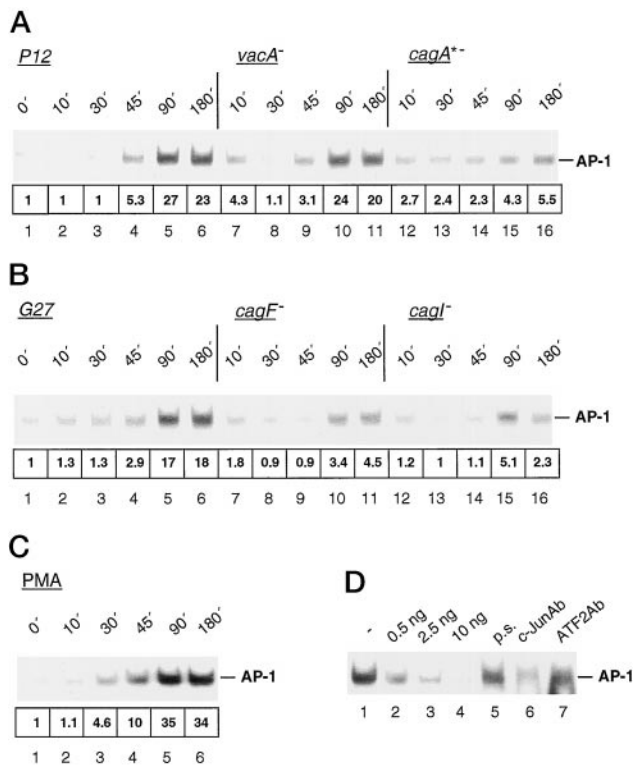 A
P12 vacA- cagA*-
0′ 10′ 30′ 45′ 90′ 180′ 10′ 30′ 45′ 90′ 180′ 10′ 30′ 45′ 90′ 180′
AP-1
1 1 1 5.3 27 23 4.3 1.1 3.1 24 20 2.7 2.4 2.3 4.3 5.5
1 2 3 4 5 6 7 8 9 10 11 12 13 14 15 16
B
G27 cagF- cagI-
0′ 10′ 30′ 45′ 90′ 180′ 10′ 30′ 45′ 90′ 180′ 10′ 30′ 45′ 90′ 180′
AP-1
1 1.3 1.3 2.9 17 18 1.8 0.9 0.9 3.4 4.5 1.2 1 1.1 5.1 2.3
1 2 3 4 5 6 7 8 9 10 11 12 13 14 15 16
C
PMA
0′ 10′ 30′ 45′ 90′ 180′
AP-1
1 1.1 4.6 10 35 34
1 2 3 4 5 6
D
- 0.5 ng 2.5 ng 10 ng p.s. c-JunAb ATF2Ab
AP-1
1 2 3 4 5 6 7